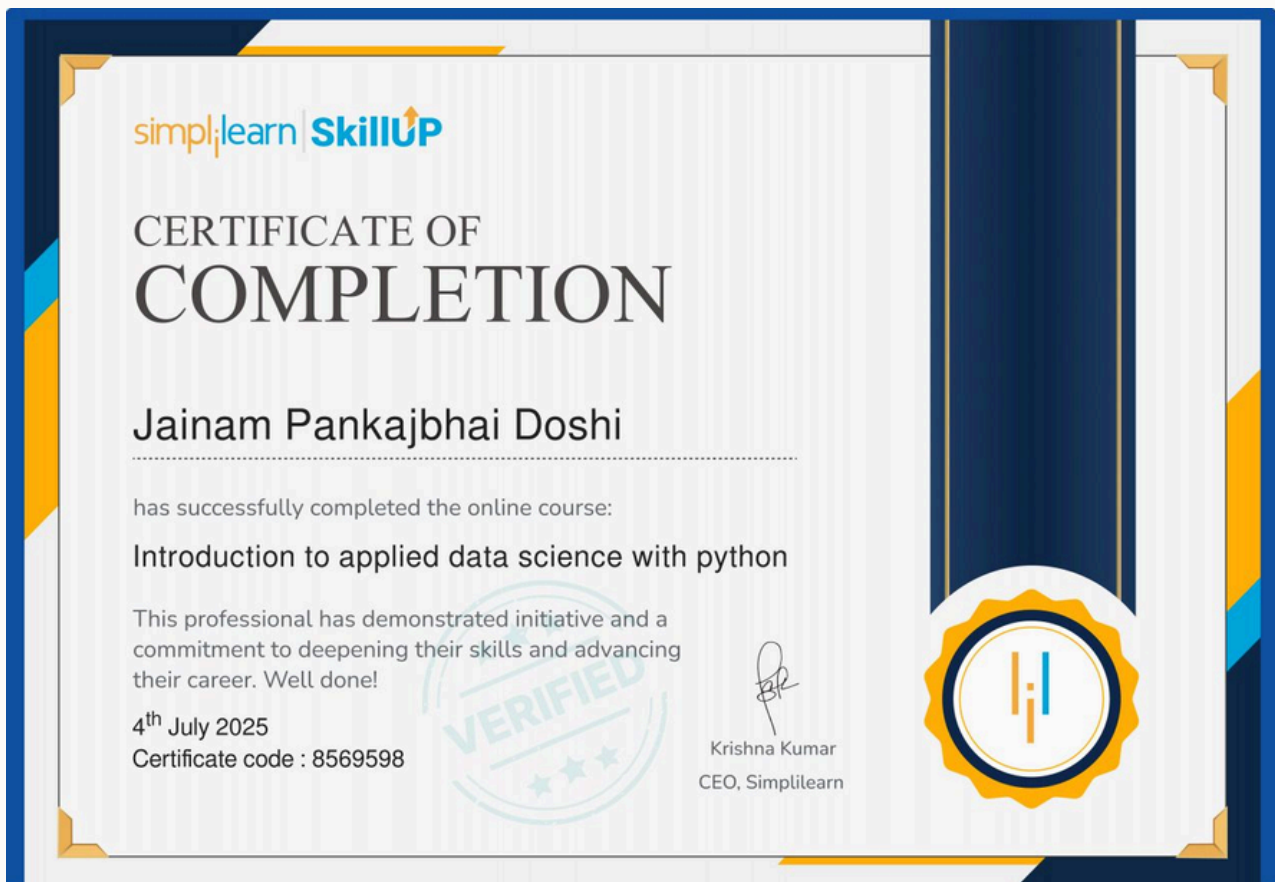 simplilearn | SkillUP
CERTIFICATE OF
COMPLETION
Jainam Pankajbhai Doshi
has successfully completed the online course:
Introduction to applied data science with python
This professional has demonstrated initiative and a
commitment to deepening their skills and advancing
their career. Well done!
4th July 2025
Certificate code : 8569598
VERIFIED
Krishna Kumar
CEO, Simplilearn